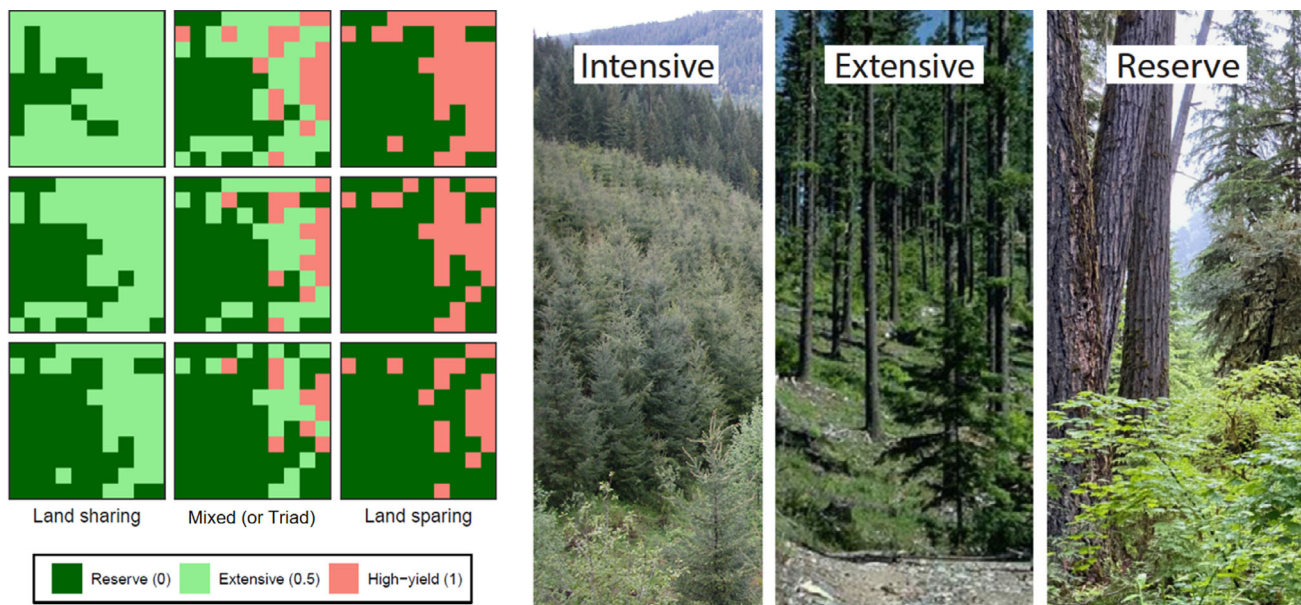 Land sharing
Mixed (or Triad)
Land sparing
Reserve (0)
Extensive (0.5)
High-yield (1)
Intensive
Extensive
Reserve